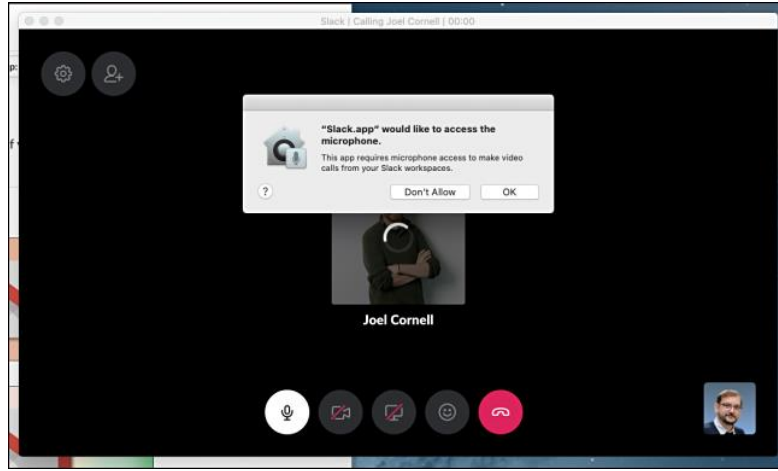 Slack | Calling Joel Cornell | 00:00
"Slack.app" would like to access the
microphone.
This app requires microphone access to make video
calls from your Slack workspaces.
?
Don't Allow
OK
Joel Cornell